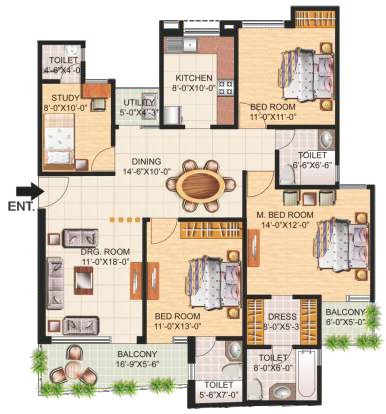 TOILET
4'-6"X4'-0"
STUDY
8'-0"X10'-0"
UTILITY
5'-0"X4'-3"
KITCHEN
8'-0"X10'-0"
BED ROOM
11'-0"X11'-0"
TOILET
6'-6"X6'-6"
DINING
14'-6"X10'-0"
ENT.
M. BED ROOM
14'-0"X12'-0"
DRG. ROOM
11'-0"X18'-0"
BED ROOM
11'-0"X13'-0"
DRESS
8'-0"X5'-3
BALCONY
6'-0"X5'-0"
BALCONY
16'-9"X5'-6"
TOILET
5'-6"X7'-0"
TOILET
8'-0"X6'-0"